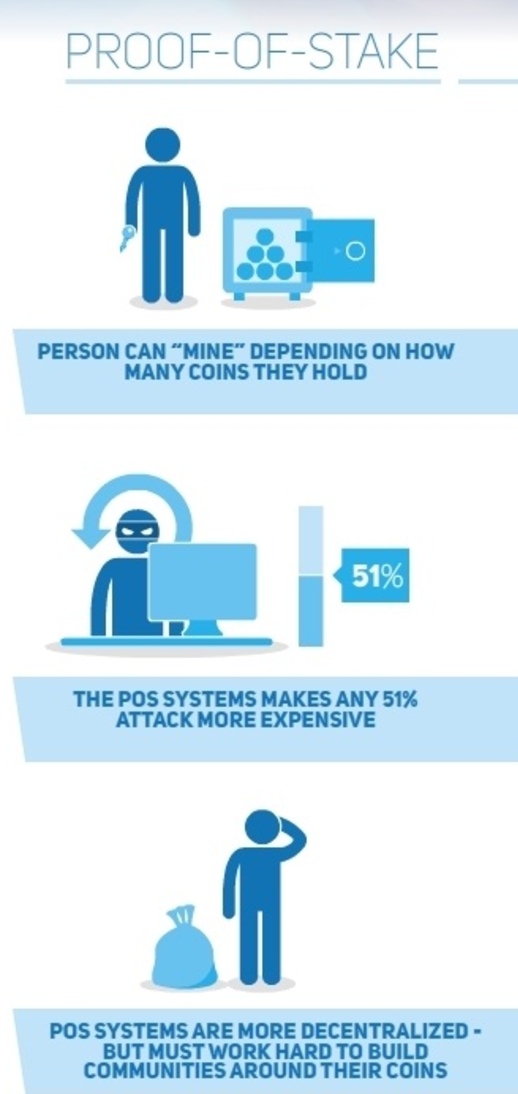 PROOF-OF-STAKE
PERSON CAN “MINE” DEPENDING ON HOW
MANY COINS THEY HOLD
51%
THE POS SYSTEMS MAKES ANY 51%
ATTACK MORE EXPENSIVE
POS SYSTEMS ARE MORE DECENTRALIZED -
BUT MUST WORK HARD TO BUILD
COMMUNITIES AROUND THEIR COINS